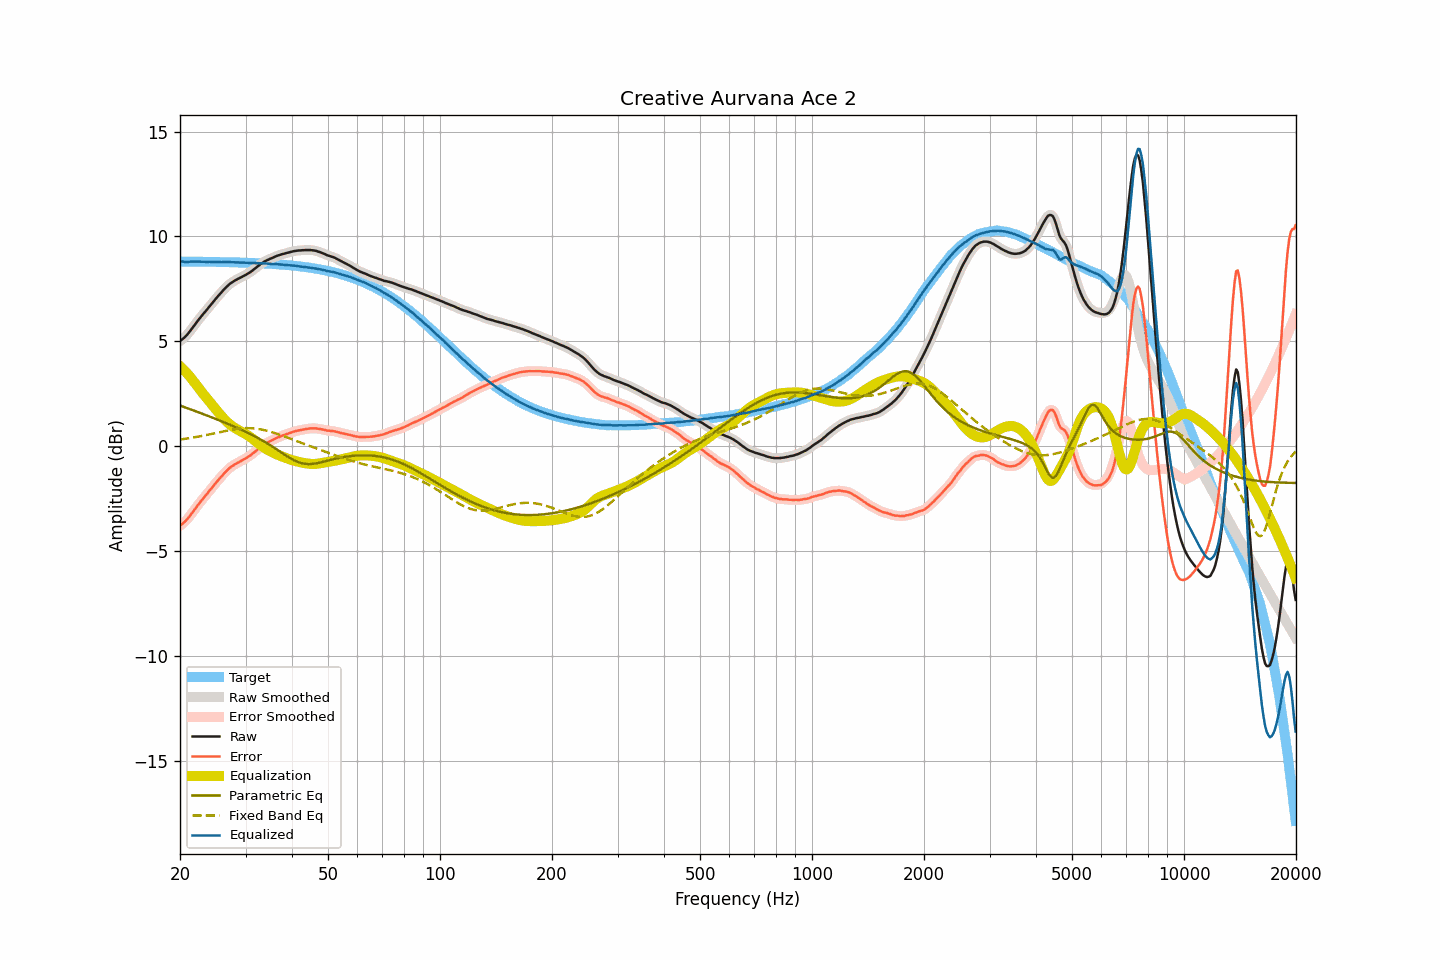 Creative Aurvana Ace 2
15
10
5
0
−5
−10
−15
Amplitude (dBr)
Target
Raw Smoothed
Error Smoothed
Raw
Error
Equalization
Parametric Eq
Fixed Band Eq
Equalized
20 50 100 200 500 1000 2000 5000 10000 20000
Frequency (Hz)